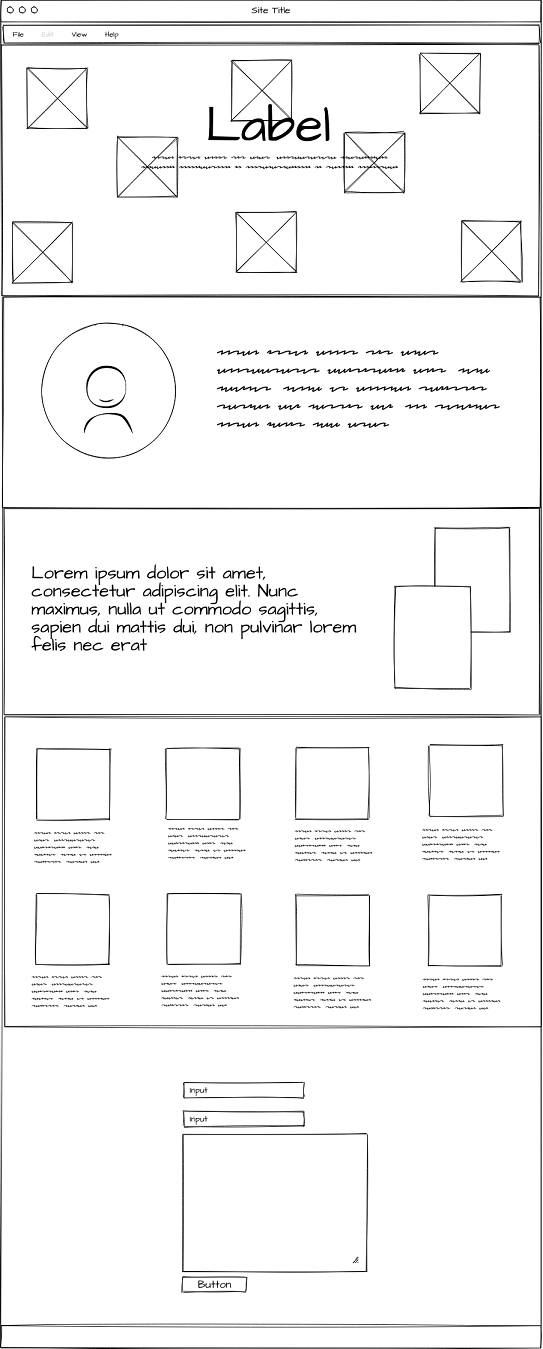 Site Title
File Edit View Help
Label
Lorem ipsum dolor sit amet,
consectetur adipiscing elit. Nunc
maximus, nulla ut commodo sagittis,
sapien dui mattis dui, non pulvinar lorem
felis nec erat
Input
Input
Button